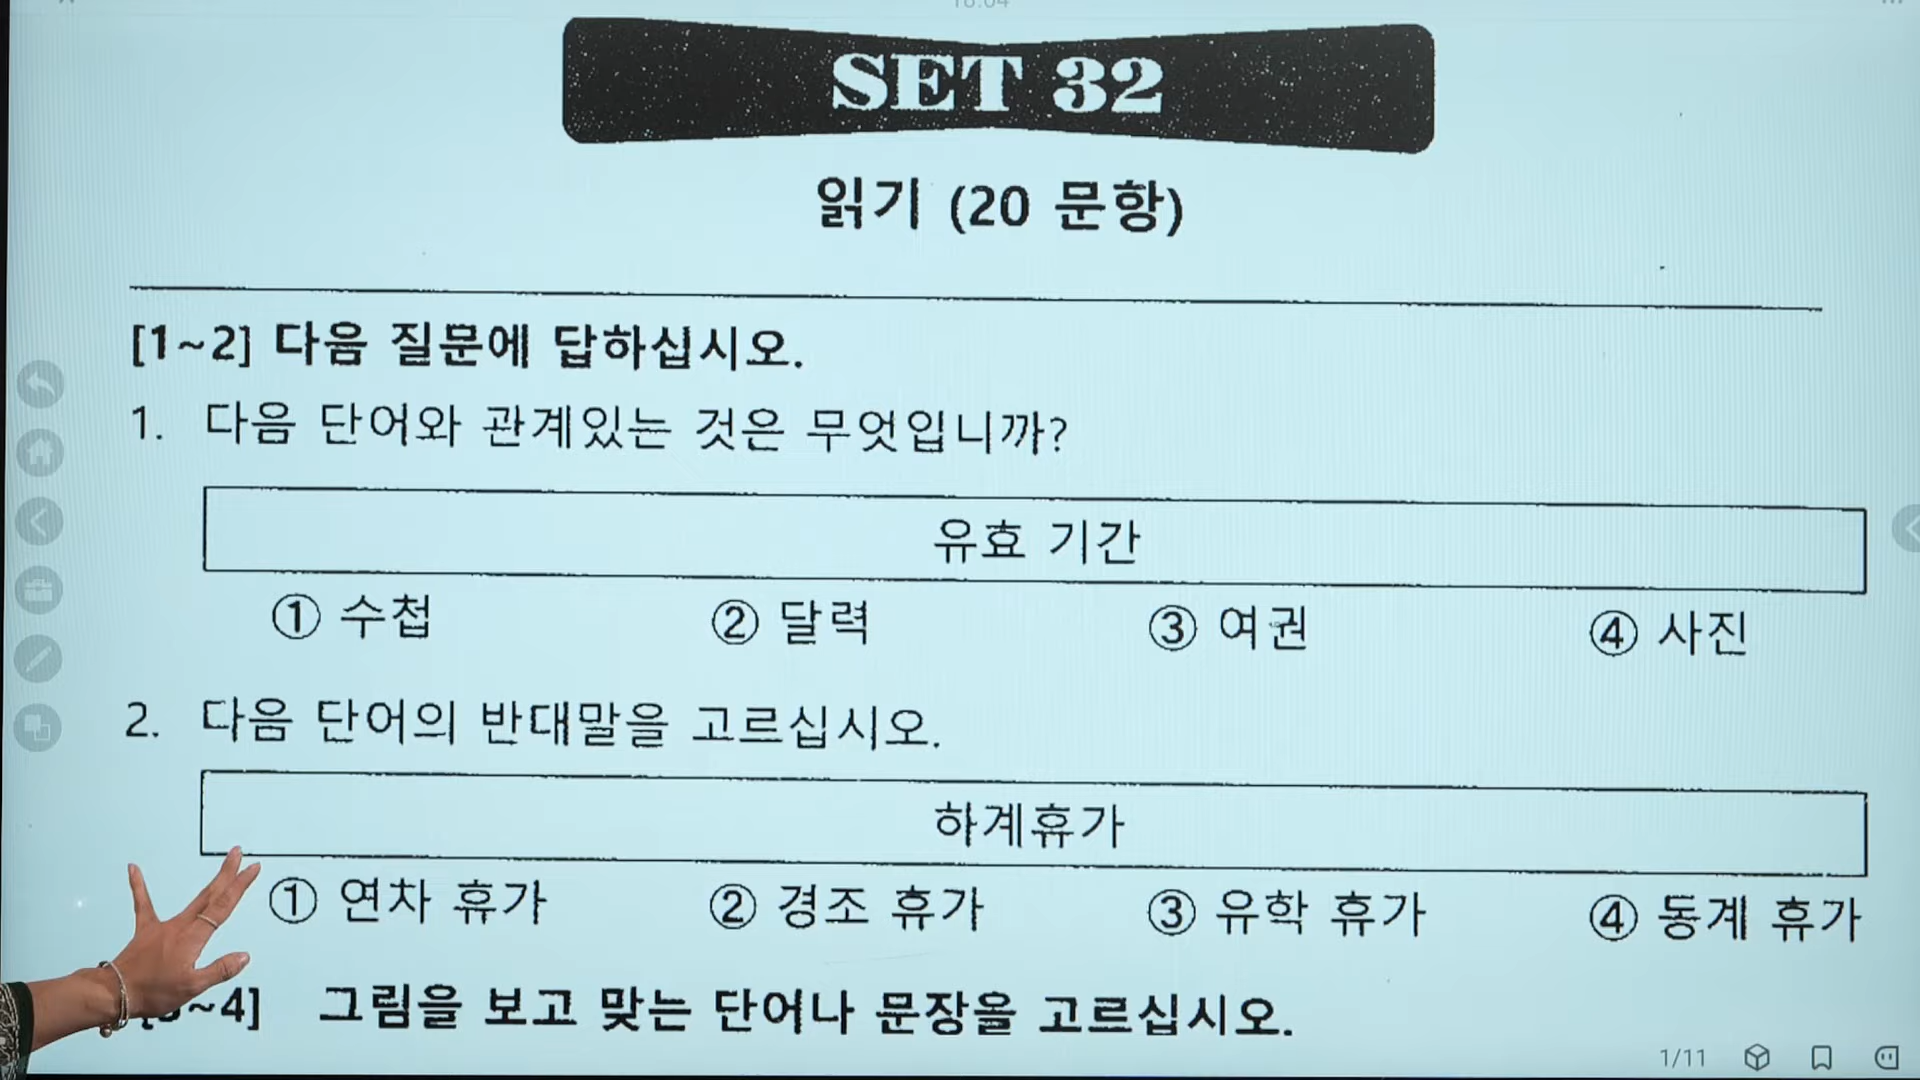 SET 32
읽기 (20 문항)
[1~2] 다음 질문에 답하십시오.
1. 다음 단어와 관계있는 것은 무엇입니까?
유효 기간
① 수첩 ② 달력 ③ 여권 ④ 사진
2. 다음 단어의 반대말을 고르십시오.
하계휴가
① 연차 휴가 ② 경조 휴가 ③ 유학 휴가 ④ 동계 휴가
~4] 그림을 보고 맞는 단어나 문장을 고르십시오.
1/11